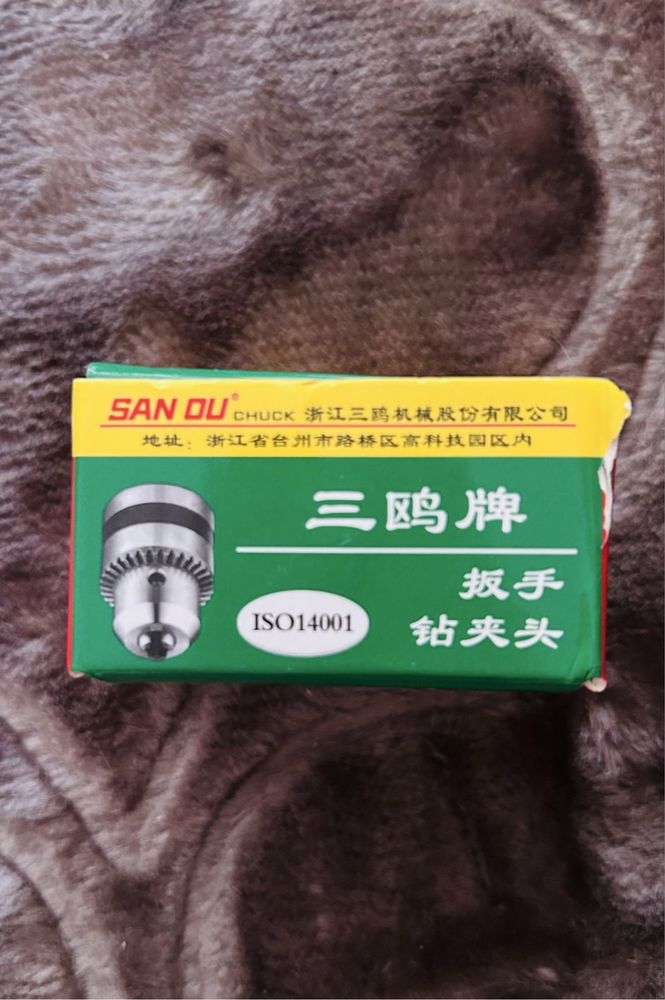 SAN OU® CHUCK 浙江三鸥机械股份有限公司
地址：浙江省台州市路桥区高科技园区内
三鸥牌
扳手
钻夹头
ISO14001